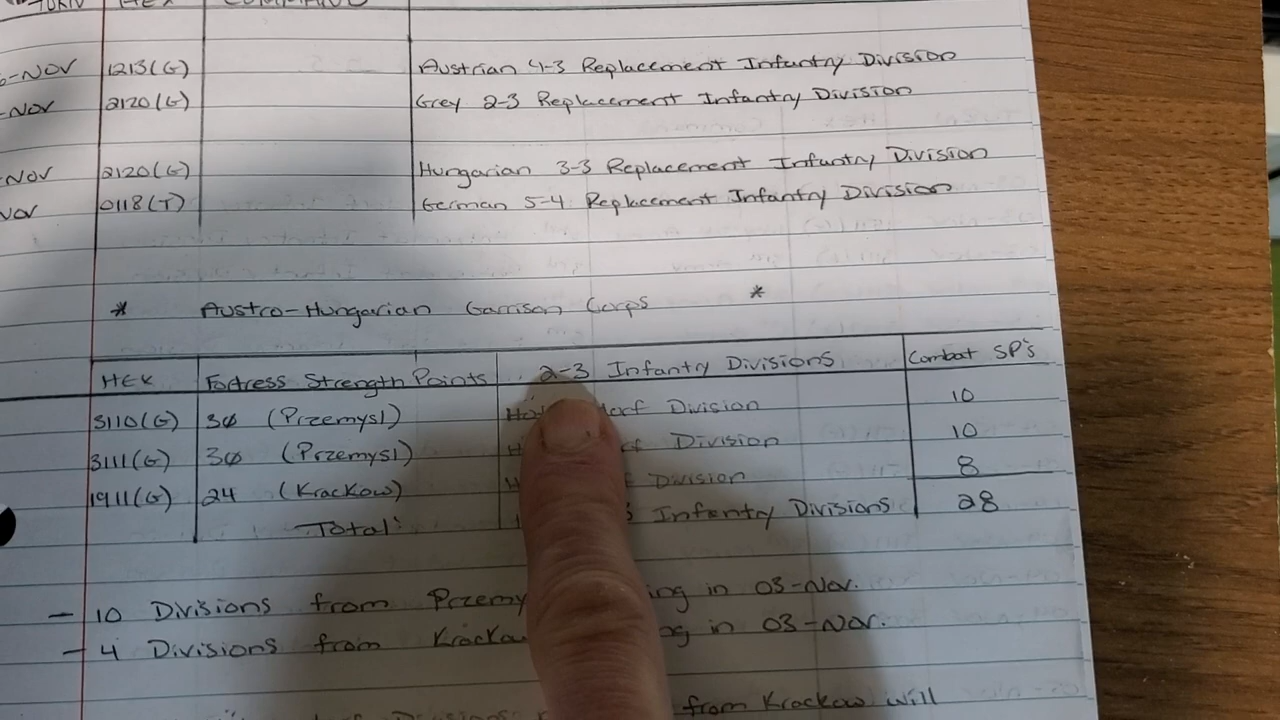 HEX
-NOV 1213(G) Austrian 4-3 Replacement Infantry Division
-NOV 2120(G) Grey 2-3 Replacement Infantry Division
-NOV 2120(G) Hungarian 3-3 Replacement Infantry Division
NOV 0118(T) German 5-4 Replacement Infantry Division
* Austro-Hungarian Garrison Corps *
HEX Fortress Strength Points 2-3 Infantry Divisions Combat SP's
3110(G) 30 (Przemysl) Division 10
3111(G) 30 (Przemysl) Division 10
1911(G) 24 (Krackow) Division 8
Total: Infantry Divisions 28
- 10 Divisions from in 03-Nov.
- 4 Divisions from in 03-Nov.
from Krackow will